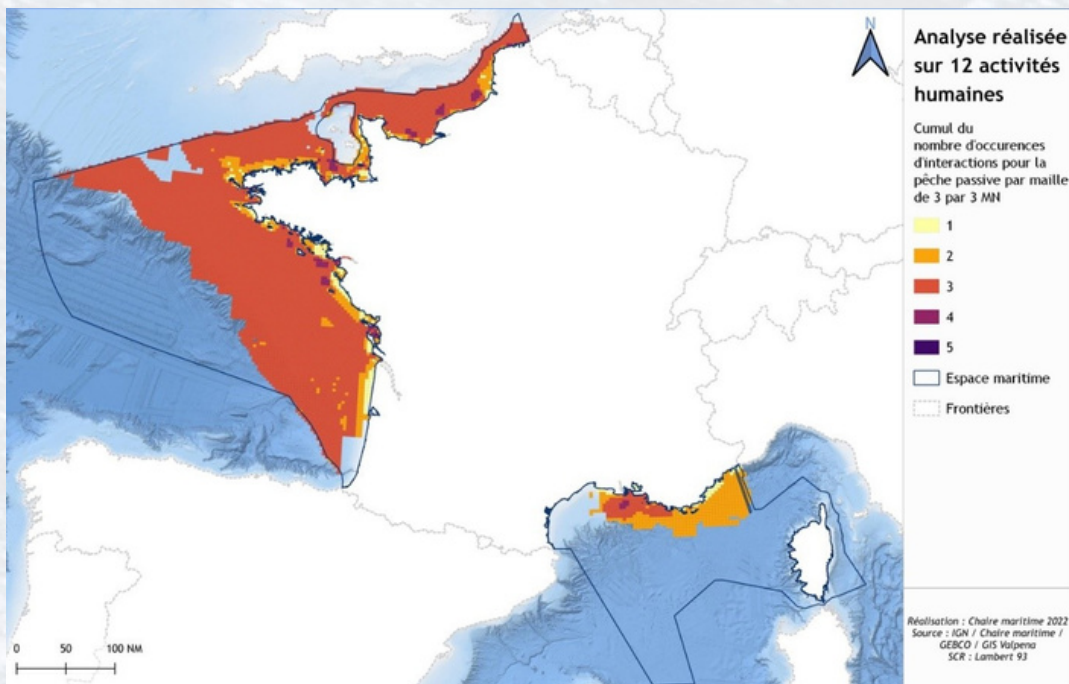 N
Analyse réalisée
sur 12 activités
humaines
Cumul du
nombre d'occurences
d'interactions pour la
pêche passive par maille
de 3 par 3 MN
1
2
3
4
5
Espace maritime
Frontières
0 50 100 NM
Réalisation : Chaire maritime 2022
Source : IGN / Chaire maritime /
GEBCO / GIS Valpena
SCR : Lambert 93